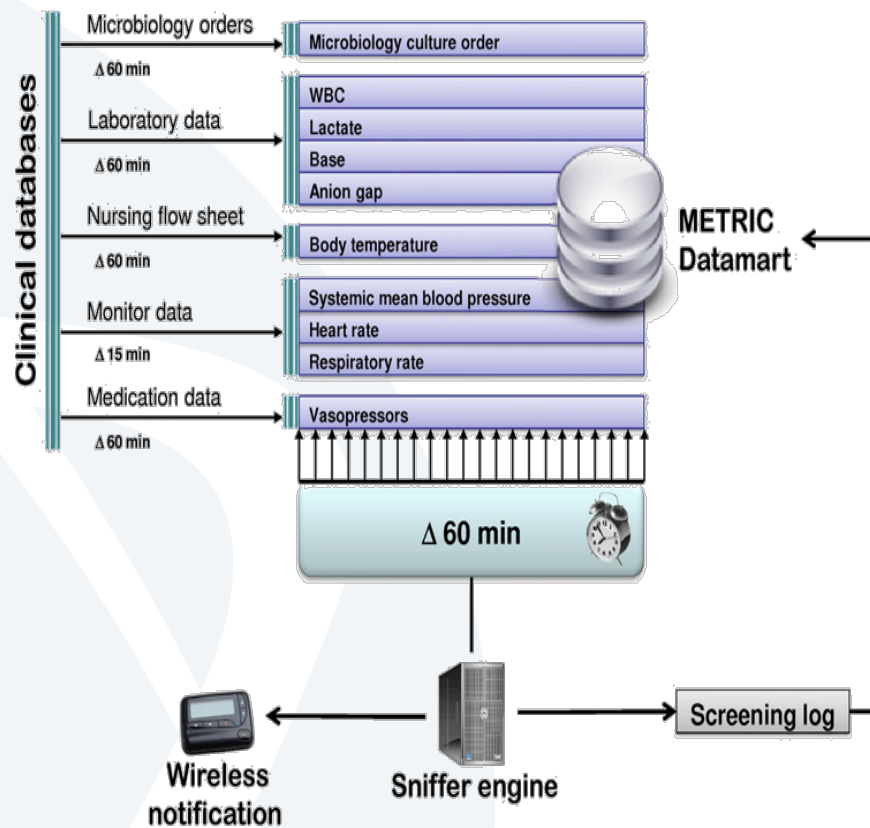 Clinical databases
Microbiology orders
Δ 60 min
Laboratory data
Δ 60 min
Nursing flow sheet
Δ 60 min
Monitor data
Δ 15 min
Medication data
Δ 60 min
Microbiology culture order
WBC
Lactate
Base
Anion gap
Body temperature
Systemic mean blood pressure
Heart rate
Respiratory rate
Vasopressors
METRIC
Datamart
Δ 60 min
Wireless
notification
Sniffer engine
Screening log